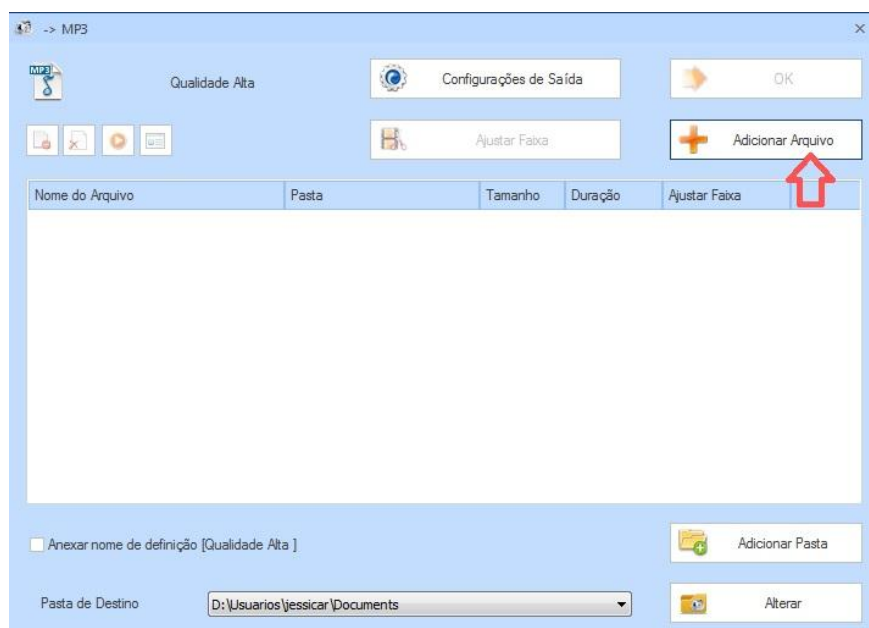 -> MP3
MP3
Qualidade Alta
Configurações de Saída
OK
Ajustar Faixa
Adicionar Arquivo
Nome do Arquivo Pasta Tamanho Duração Ajustar Faixa
Anexar nome de definição [Qualidade Alta ]
Adicionar Pasta
Pasta de Destino
D:\Usuarios\jessicar\Documents
Alterar